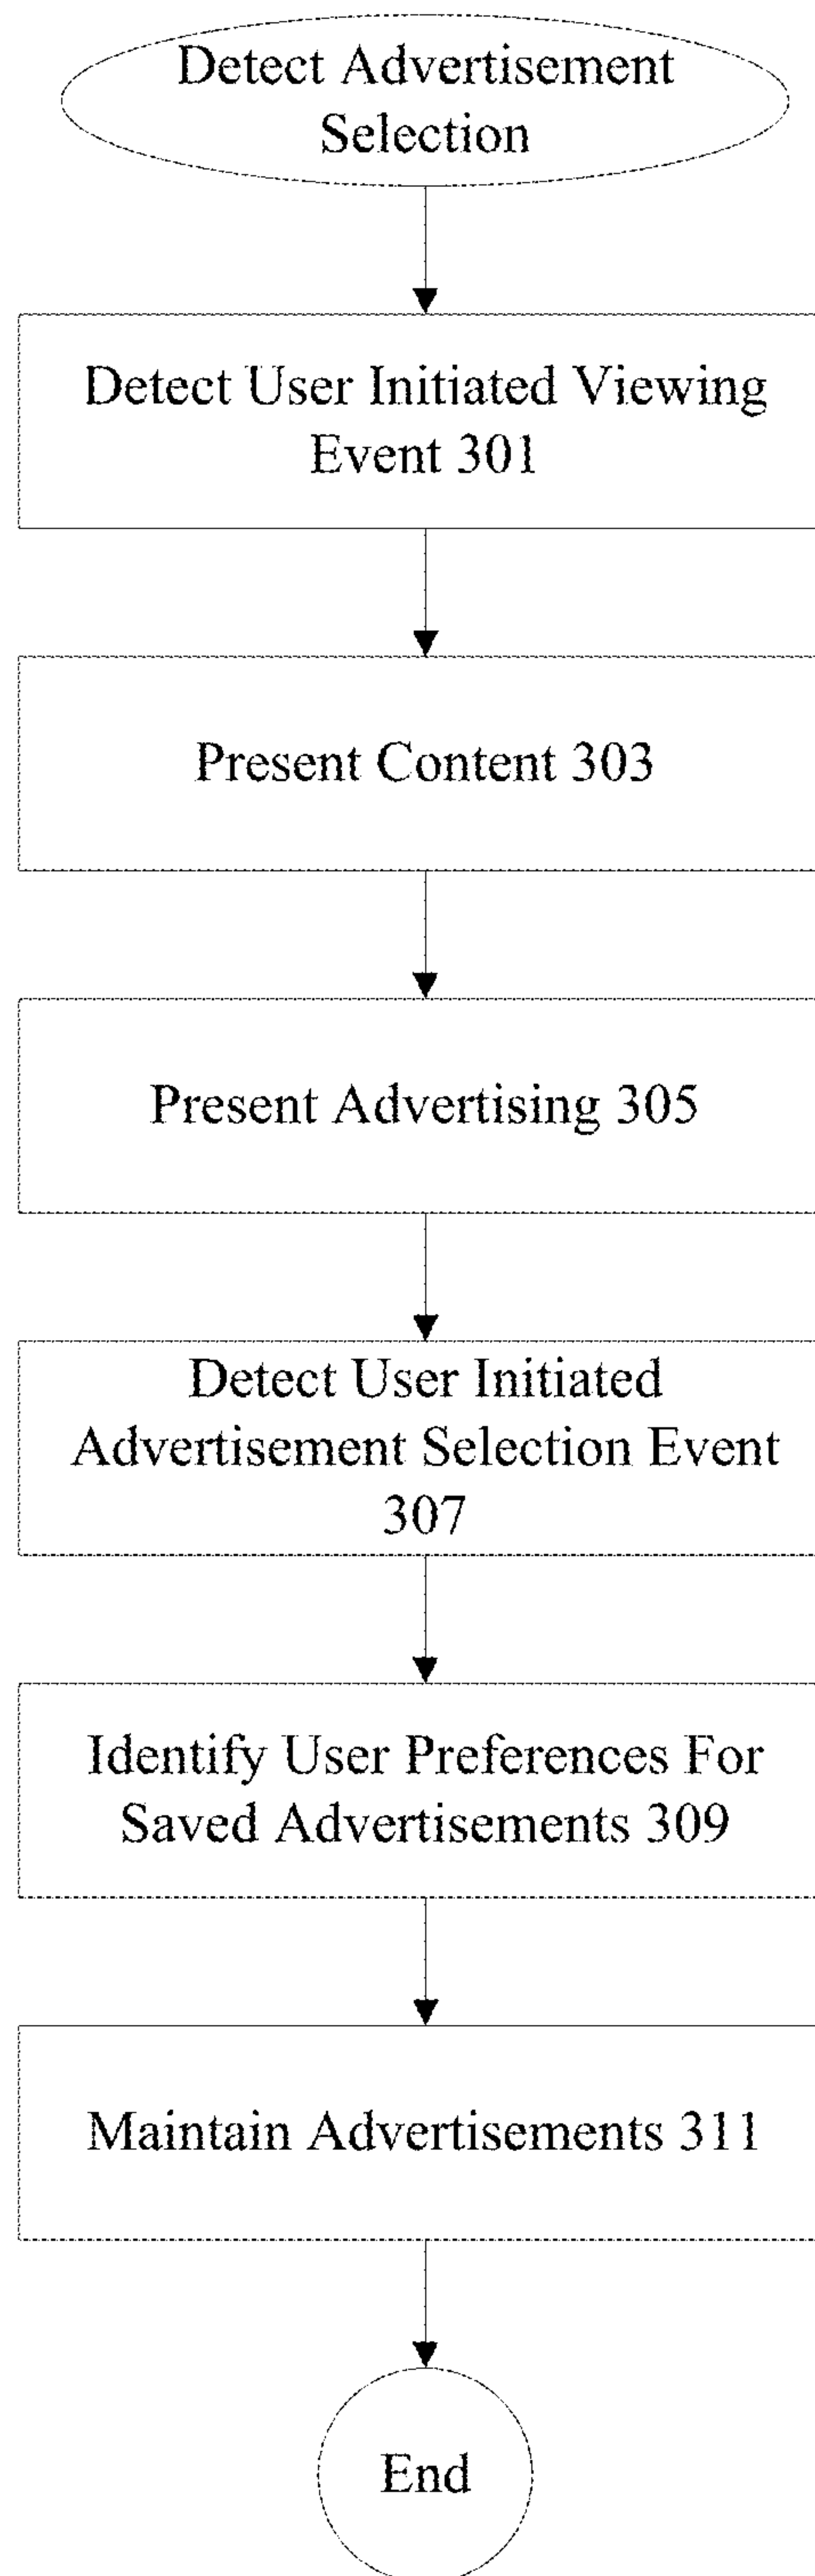 Detect Advertisement
Selection
Detect User Initiated Viewing
Event 301
Present Content 303
Present Advertising 305
Detect User Initiated
Advertisement Selection Event
307
Identify User Preferences For
Saved Advertisements 309
Maintain Advertisements 311
End